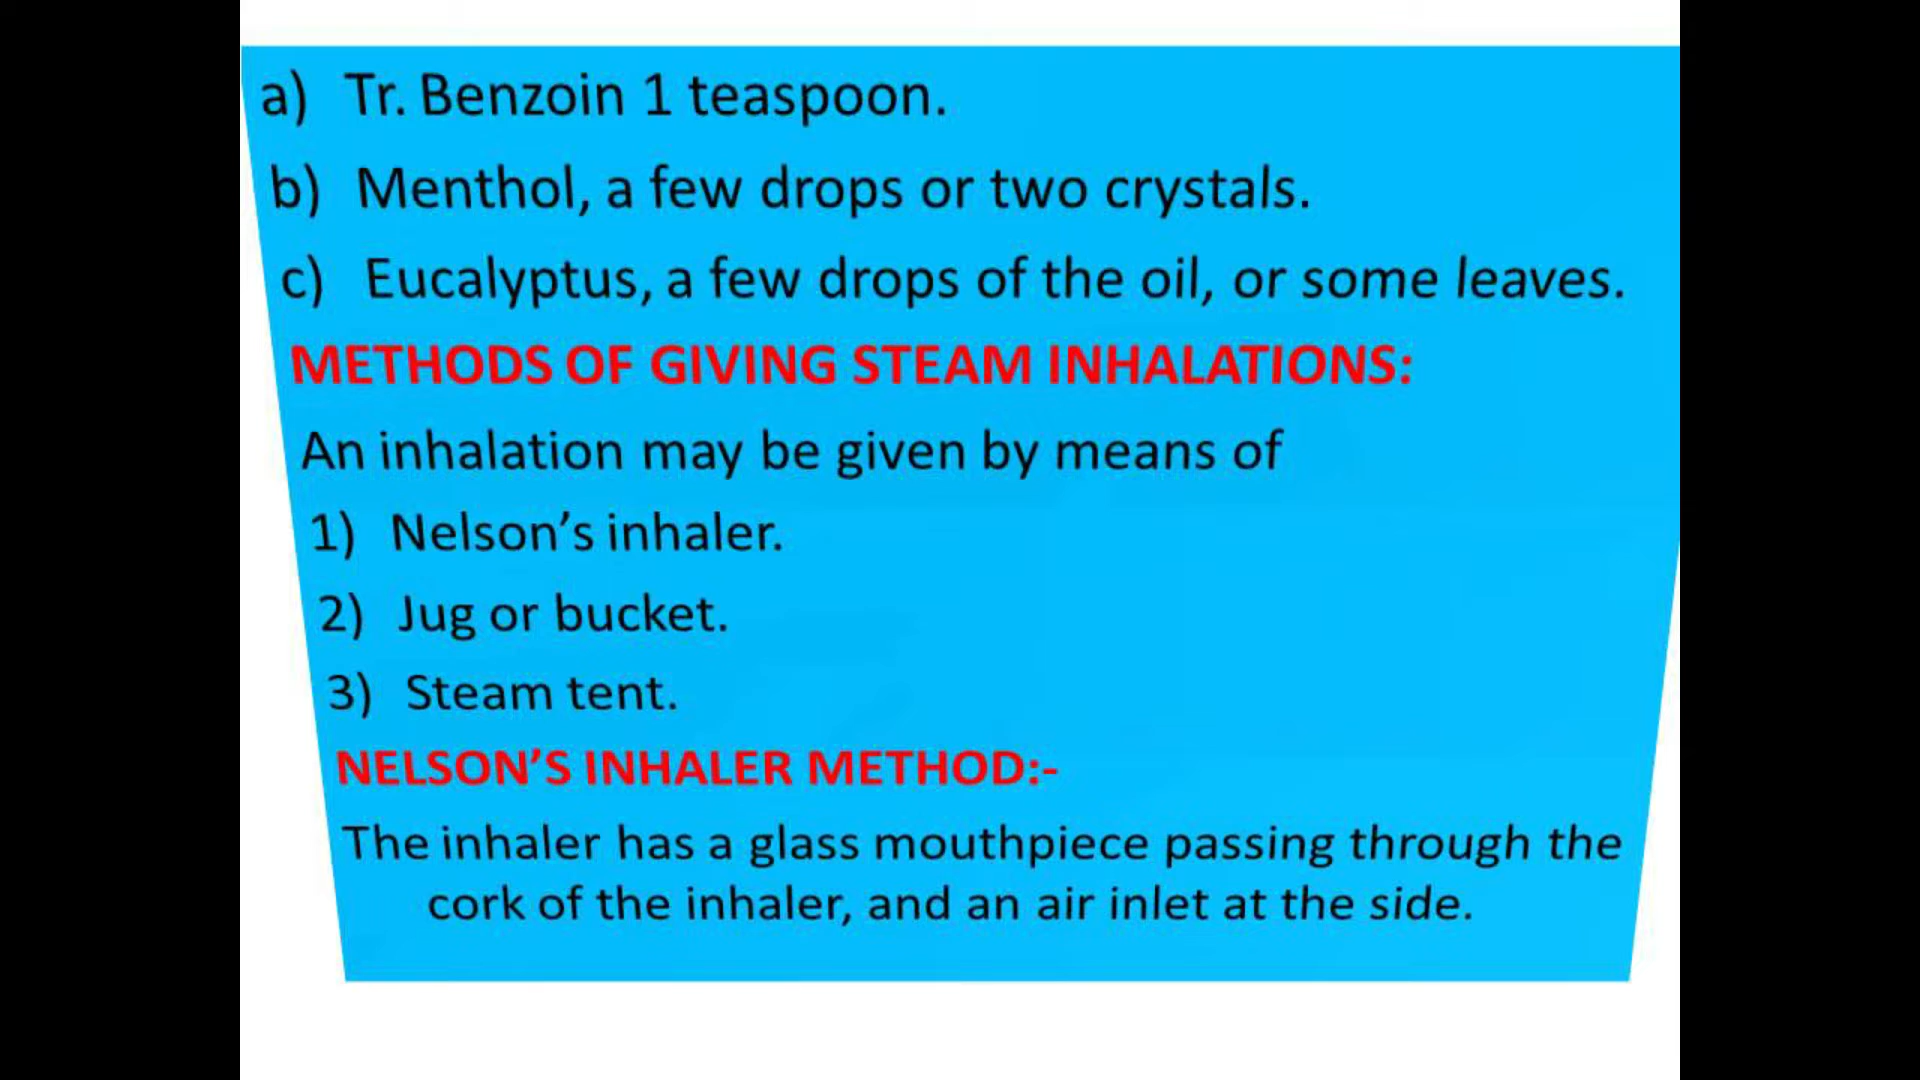 a) Tr. Benzoin 1 teaspoon.
b) Menthol, a few drops or two crystals.
c) Eucalyptus, a few drops of the oil, or some leaves.
METHODS OF GIVING STEAM INHALATIONS:
An inhalation may be given by means of
1) Nelson’s inhaler.
2) Jug or bucket.
3) Steam tent.
NELSON’S INHALER METHOD:-
The inhaler has a glass mouthpiece passing through the
cork of the inhaler, and an air inlet at the side.